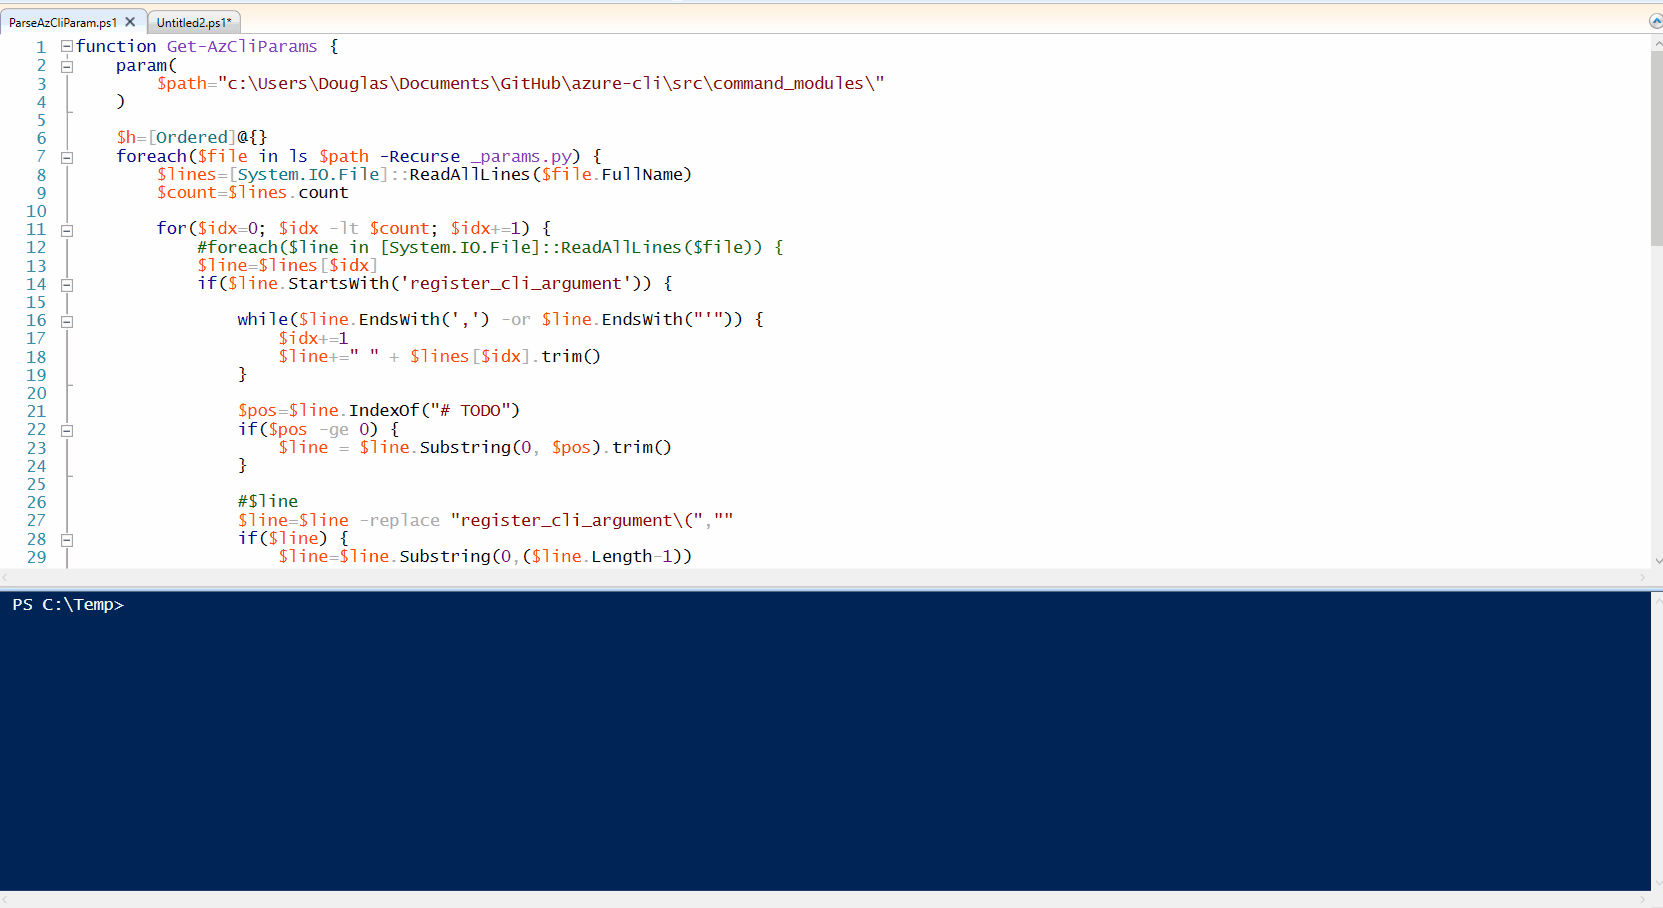 ParseAzCliParam.ps1 Untitled2.ps1*
1 function Get-AzCliParams {
2     param(
3         $path="c:\Users\Douglas\Documents\GitHub\azure-cli\src\command_modules\"
4     )
5
6     $h=[Ordered]@{}
7     foreach($file in ls $path -Recurse _params.py) {
8         $lines=[System.IO.File]::ReadAllLines($file.FullName)
9         $count=$lines.count
10
11         for($idx=0; $idx -lt $count; $idx+=1) {
12             #foreach($line in [System.IO.File]::ReadAllLines($file)) {
13             $line=$lines[$idx]
14             if($line.StartsWith('register_cli_argument')) {
15
16                 while($line.EndsWith(',') -or $line.EndsWith("'")) {
17                     $idx+=1
18                     $line+=" " + $lines[$idx].trim()
19                 }
20
21                 $pos=$line.IndexOf("# TODO")
22                 if($pos -ge 0) {
23                     $line = $line.Substring(0, $pos).trim()
24                 }
25
26                 #$line
27                 $line=$line -replace "register_cli_argument\(",""
28                 if($line) {
29                     $line=$line.Substring(0,($line.Length-1))
PS C:\Temp>